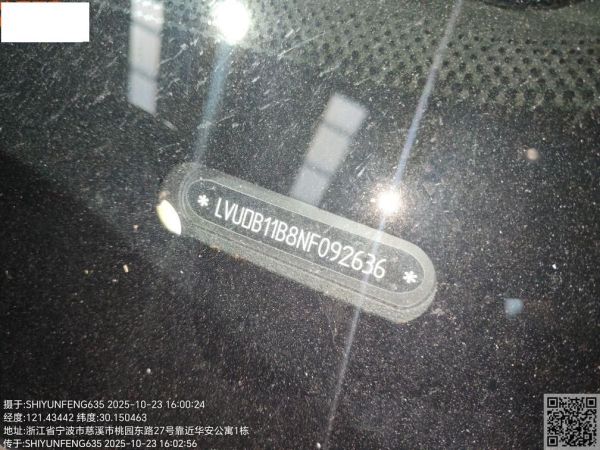 * LVUDB11B8NF092636 *
摄于:SHIYUNFENG635 2025-10-23 16:00:24
经度:121.43442 纬度:30.150463
地址:浙江省宁波市慈溪市桃园东路27号靠近华安公寓1栋
传于:SHIYUNFENG635 2025-10-23 16:02:56